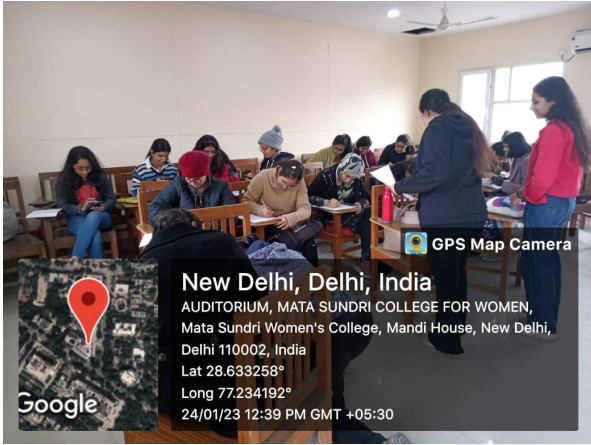 GPS Map Camera
New Delhi, Delhi, India
AUDITORIUM, MATA SUNDRI COLLEGE FOR WOMEN,
Mata Sundri Women's College, Mandi House, New Delhi,
Delhi 110002, India
Lat 28.633258°
Long 77.234192°
24/01/23 12:39 PM GMT +05:30
Google